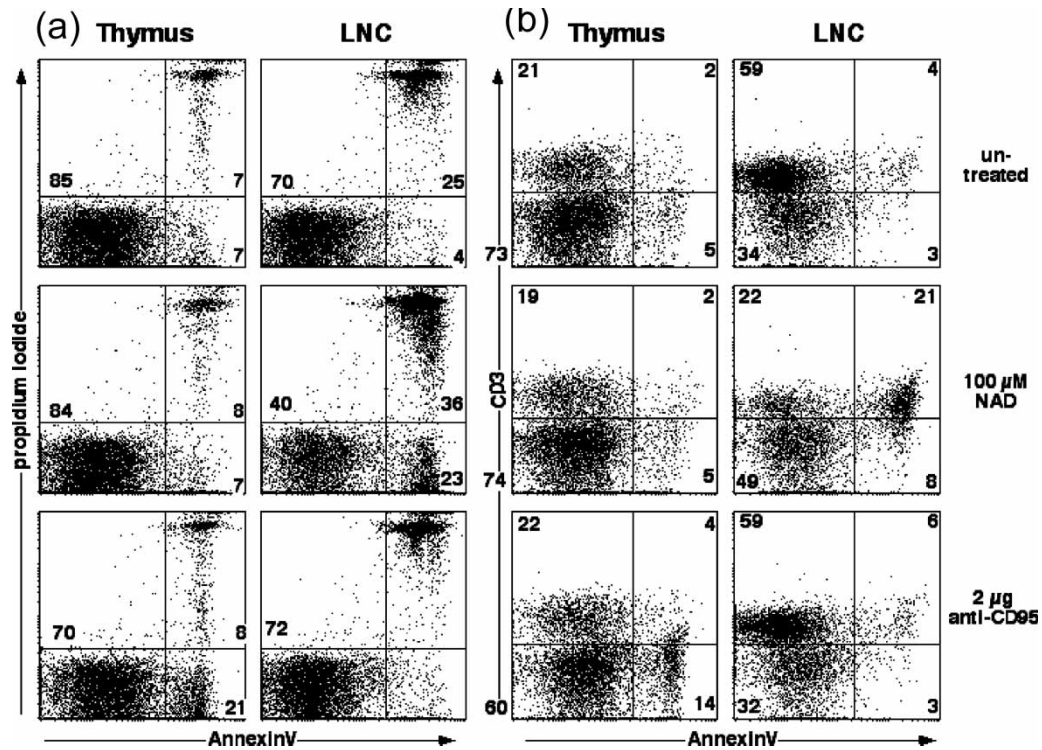 (a) Thymus LNC (b) Thymus LNC
21 2 59 4
85 7 70 25
un-
treated
7 4 73 5 34 3
19 2 22 21
84 8 40 36
100 µM
NAD
7 23 74 5 49 8
22 4 59 6
70 8 72
2 µg
anti-CD95
21 60 14 32 3
propidium iodide
CD3
AnnexinV AnnexinV